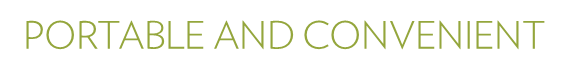 PORTABLE AND CONVENIENT